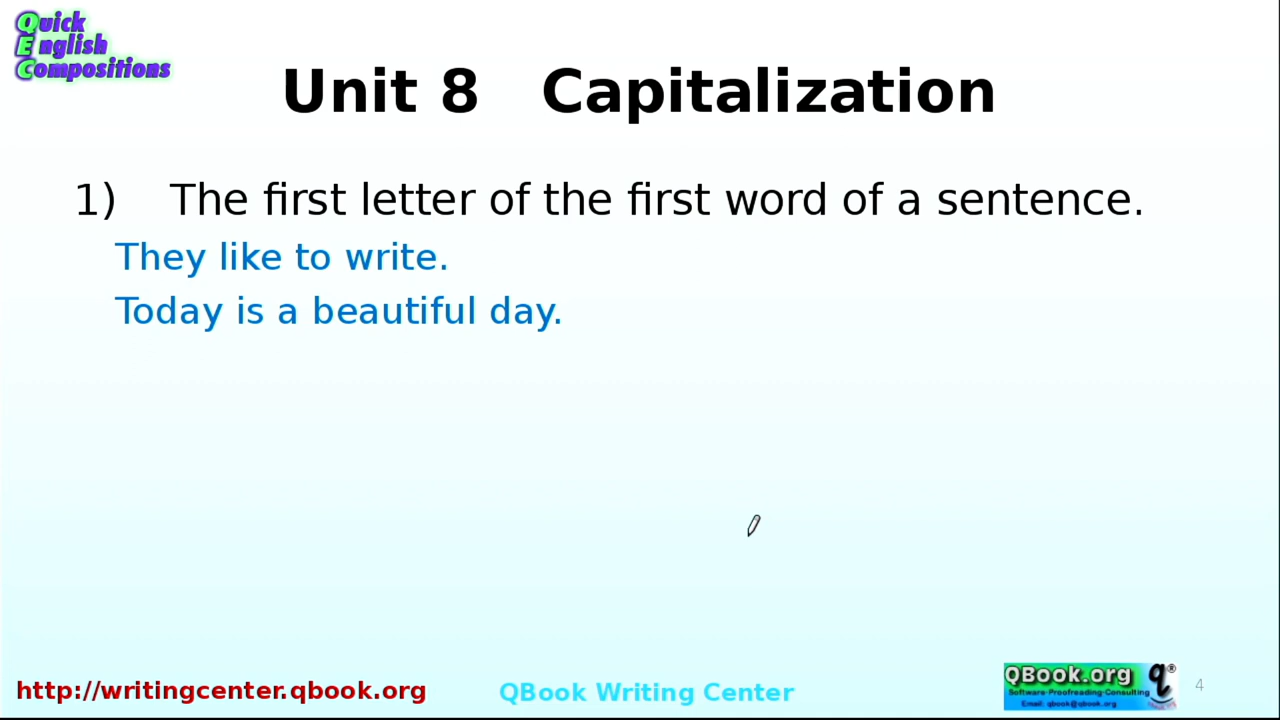 Quick
English
Compositions
Unit 8 Capitalization
1) The first letter of the first word of a sentence.
They like to write.
Today is a beautiful day.
http://writingcenter.qbook.org
QBook Writing Center
QBook.org q®
Software-Proofreading-Consulting
Email: qbook@qbook.org
4